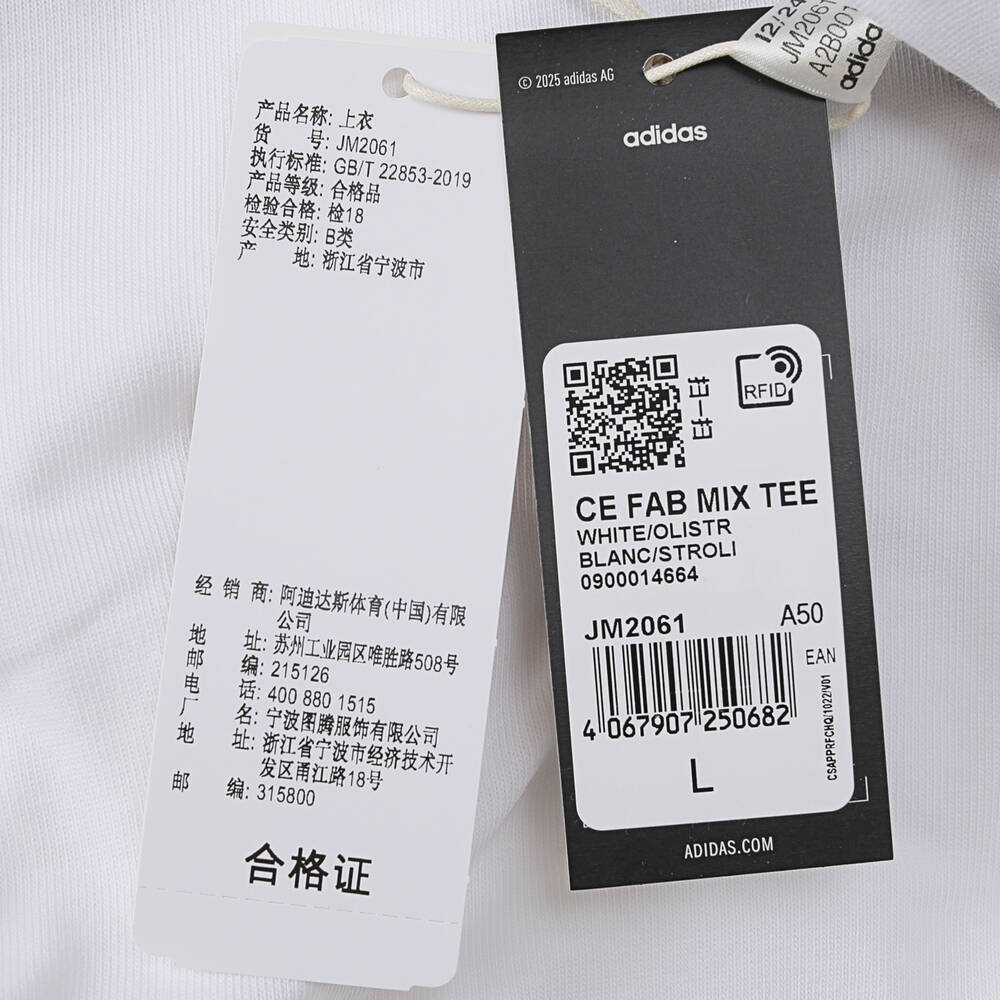 产品名称: 上衣
货 号: JM2061
执行标准: GB/T 22853-2019
产品等级: 合格品
检验合格: 检18
安全类别: B类
产 地: 浙江省宁波市
经 销 商: 阿迪达斯体育(中国)有限
公司
地 址: 苏州工业园区唯胜路508号
邮 编: 215126
电 话: 400 880 1515
厂 名: 宁波图腾服饰有限公司
地 址: 浙江省宁波市经济技术开
发区甬江路18号
邮 编: 315800
合格证
© 2025 adidas AG
adidas
扫一扫
RFID
CE FAB MIX TEE
WHITE/OLISTR
BLANC/STROLI
0900014664
JM2061 A50
EAN
4 067907 250682
CSAPPRFCHQ/1022/V01
L
ADIDAS.COM
12/24
JM2061
A2B001
adidas